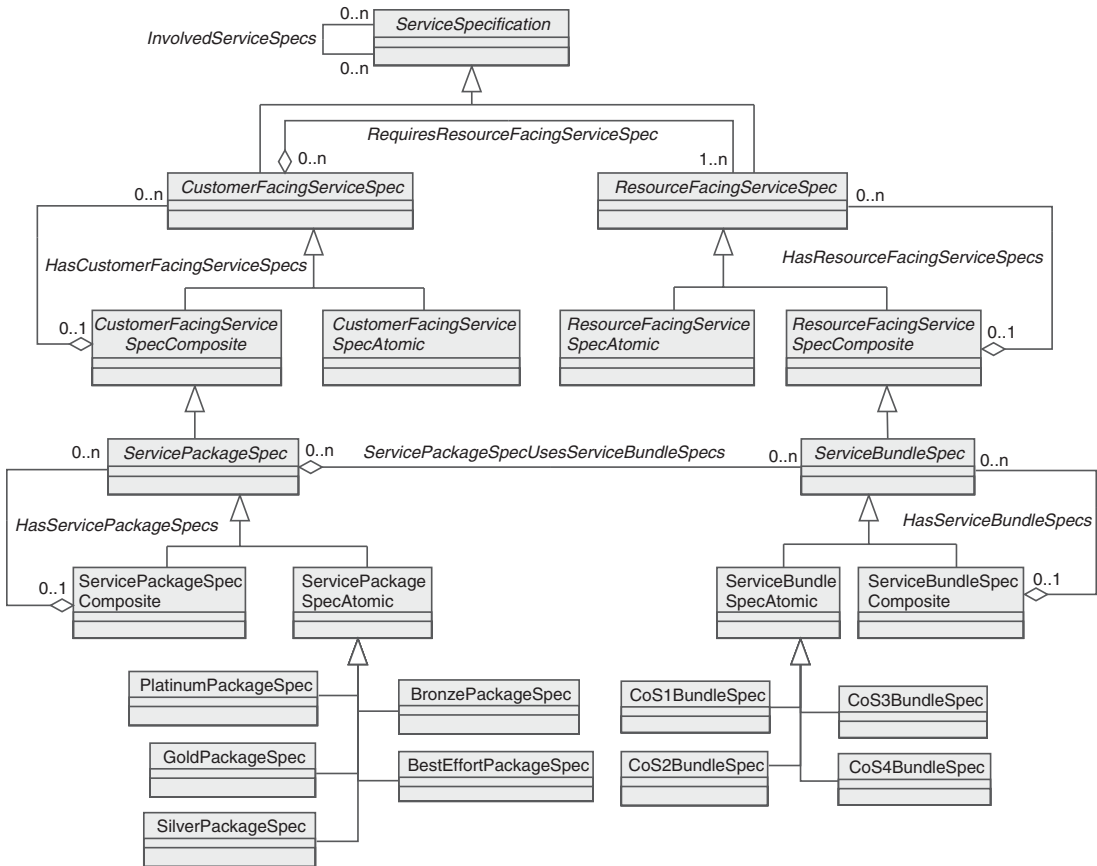 0..n
ServiceSpecification
InvolvedServiceSpecs
0..n
RequiresResourceFacingServiceSpec
0..n
1..n
0..n
CustomerFacingServiceSpec
ResourceFacingServiceSpec
0..n
HasCustomerFacingServiceSpecs
HasResourceFacingServiceSpecs
0..1
CustomerFacingService
SpecComposite
CustomerFacingService
SpecAtomic
ResourceFacingService
SpecAtomic
ResourceFacingService
SpecComposite
0..1
0..n
ServicePackageSpec
0..n
ServicePackageSpecUsesServiceBundleSpecs
0..n
ServiceBundleSpec
0..n
HasServicePackageSpecs
HasServiceBundleSpecs
0..1
ServicePackageSpec
Composite
ServicePackage
SpecAtomic
ServiceBundle
SpecAtomic
ServiceBundleSpec
Composite
0..1
PlatinumPackageSpec
BronzePackageSpec
CoS1BundleSpec
CoS3BundleSpec
GoldPackageSpec
BestEffortPackageSpec
CoS2BundleSpec
CoS4BundleSpec
SilverPackageSpec